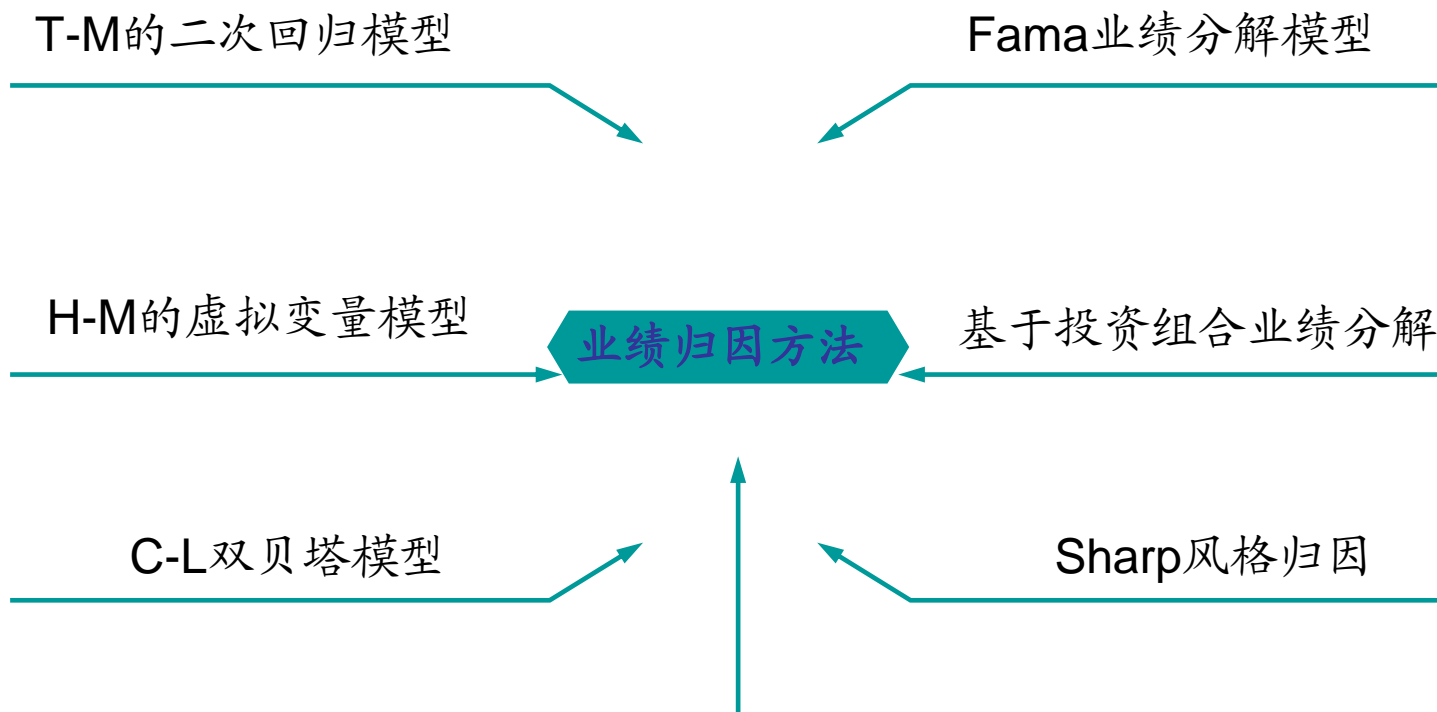 T-M的二次回归模型
Fama业绩分解模型
H-M的虚拟变量模型
业绩归因方法
基于投资组合业绩分解
C-L双贝塔模型
Sharp风格归因